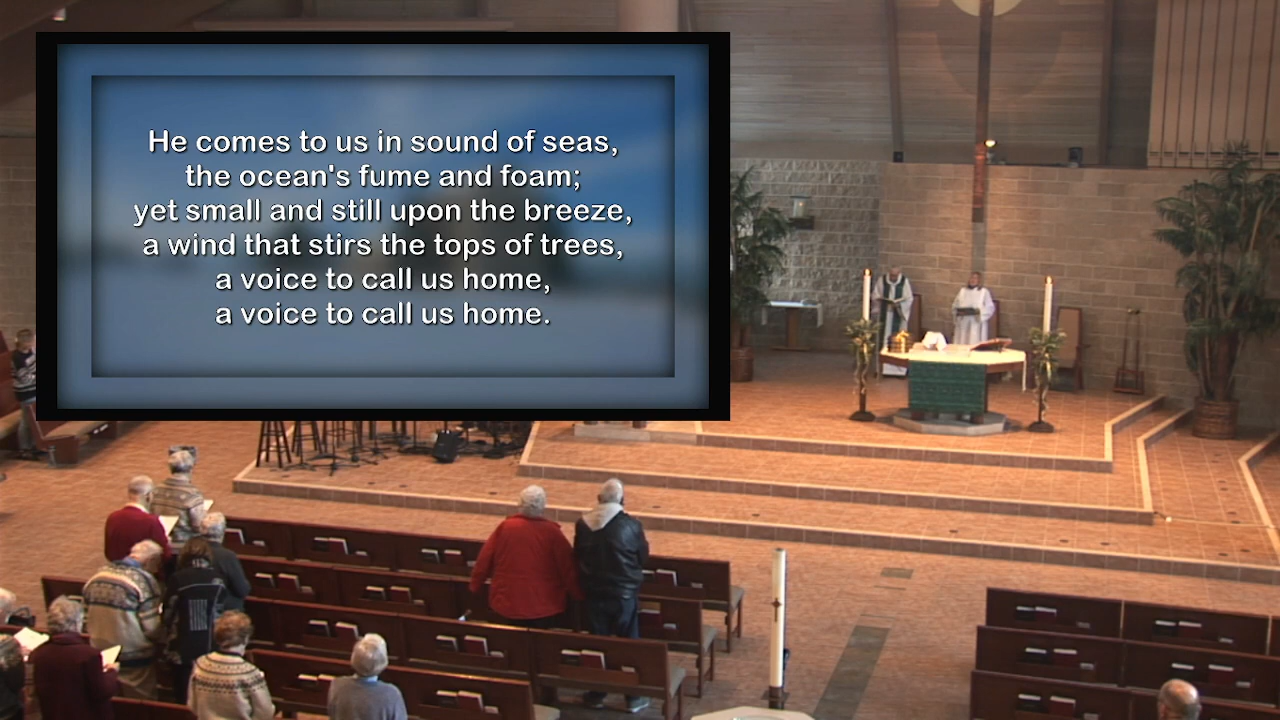 He comes to us in sound of seas,
the ocean's fume and foam;
yet small and still upon the breeze,
a wind that stirs the tops of trees,
a voice to call us home,
a voice to call us home.